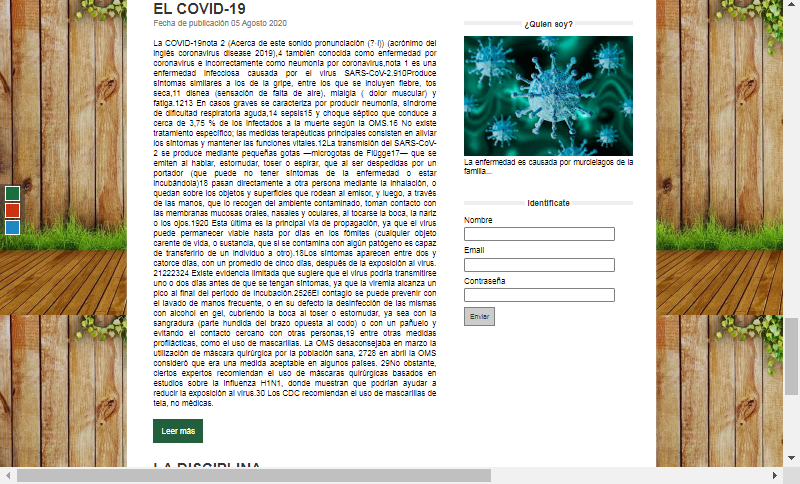 EL COVID-19
Fecha de publicación 05 Agosto 2020
La COVID-19nota 2 (Acerca de este sonido pronunciación (?·i)) (acrónimo del
inglés coronavirus disease 2019),4 también conocida como enfermedad por
coronavirus e incorrectamente como neumonía por coronavirus,nota 1 es una
enfermedad infecciosa causada por el virus SARS-CoV-2.910Produce
síntomas similares a los de la gripe, entre los que se incluyen fiebre, tos
seca,11 disnea (sensación de falta de aire), mialgia ( dolor muscular) y
fatiga.1213 En casos graves se caracteriza por producir neumonía, síndrome
de dificultad respiratoria aguda,14 sepsis15 y choque séptico que conduce a
cerca de 3,75 % de los infectados a la muerte según la OMS.16 No existe
tratamiento específico; las medidas terapéuticas principales consisten en aliviar
los síntomas y mantener las funciones vitales.12La transmisión del SARS-CoV-
2 se produce mediante pequeñas gotas —microgotas de Flügge17— que se
emiten al hablar, estornudar, toser o espirar, que al ser despedidas por un
portador (que puede no tener síntomas de la enfermedad o estar
incubándola)18 pasan directamente a otra persona mediante la inhalación, o
quedan sobre los objetos y superficies que rodean al emisor, y luego, a través
de las manos, que lo recogen del ambiente contaminado, toman contacto con
las membranas mucosas orales, nasales y oculares, al tocarse la boca, la nariz
o los ojos.1920 Esta última es la principal vía de propagación, ya que el virus
puede permanecer viable hasta por días en los fómites (cualquier objeto
carente de vida, o sustancia, que si se contamina con algún patógeno es capaz
de transferirlo de un individuo a otro).18Los síntomas aparecen entre dos y
catorce días, con un promedio de cinco días, después de la exposición al virus.
21222324 Existe evidencia limitada que sugiere que el virus podría transmitirse
uno o dos días antes de que se tengan síntomas, ya que la viremia alcanza un
pico al final del período de incubación.2526El contagio se puede prevenir con
el lavado de manos frecuente, o en su defecto la desinfección de las mismas
con alcohol en gel, cubriendo la boca al toser o estornudar, ya sea con la
sangradura (parte hundida del brazo opuesta al codo) o con un pañuelo y
evitando el contacto cercano con otras personas,19 entre otras medidas
profilácticas, como el uso de mascarillas. La OMS desaconsejaba en marzo la
utilización de máscara quirúrgica por la población sana, 2728 en abril la OMS
consideró que era una medida aceptable en algunos países. 29No obstante,
ciertos expertos recomiendan el uso de máscaras quirúrgicas basados en
estudios sobre la Influenza H1N1, donde muestran que podrían ayudar a
reducir la exposición al virus.30 Los CDC recomiendan el uso de mascarillas de
tela, no médicas.
Leer más
LA DISCIPLINA
¿Quien soy?
La enfermedad es causada por murcielagos de la
familia...
Identificate
Nombre
Email
Contraseña
Enviar